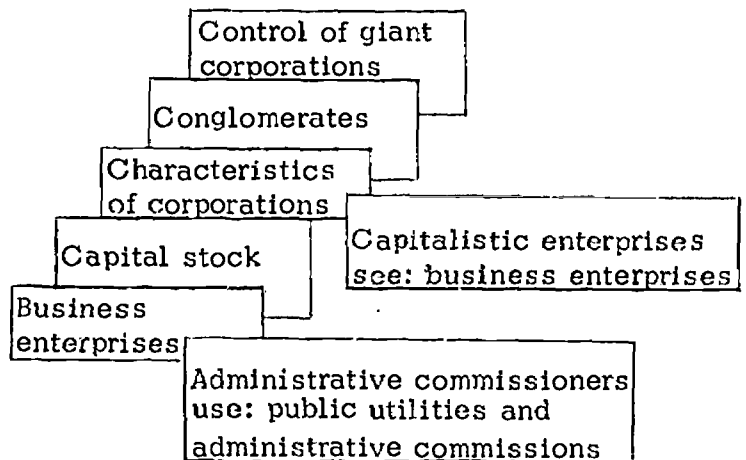 Control of giant
corporations
Conglomerates
Characteristics
of corporations
Capitalistic enterprises
see: business enterprises
Capital stock
Business
enterprises
Administrative commissioners
use: public utilities and
administrative commissions